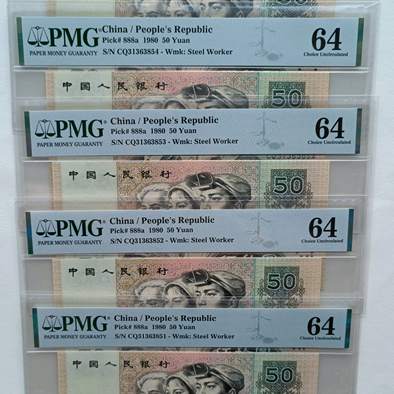 PMG
PAPER MONEY GUARANTY
China / People's Republic
Pick# 888a 1980 50 Yuan
S/N CQ31363854 - Wmk: Steel Worker
64
Choice Uncirculated
中国人民银行
50
PMG
PAPER MONEY GUARANTY
China / People's Republic
Pick# 888a 1980 50 Yuan
S/N CQ31363853 - Wmk: Steel Worker
64
Choice Uncirculated
中国人民银行
50
PMG
PAPER MONEY GUARANTY
China / People's Republic
Pick# 888a 1980 50 Yuan
S/N CQ31363852 - Wmk: Steel Worker
64
Choice Uncirculated
中国人民银行
50
PMG
PAPER MONEY GUARANTY
China / People's Republic
Pick# 888a 1980 50 Yuan
S/N CQ31363851 - Wmk: Steel Worker
64
Choice Uncirculated
中国人民银行
50